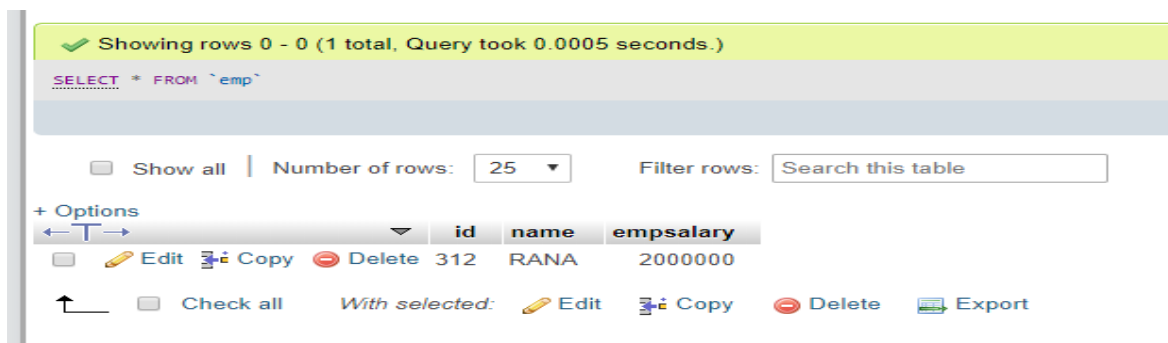 Showing rows 0 - 0 (1 total, Query took 0.0005 seconds.)
SELECT * FROM `emp`
Show all | Number of rows: 25 Filter rows: Search this table
+ Options
←T→ id name empsalary
Edit Copy Delete 312 RANA 2000000
Check all With selected: Edit Copy Delete Export